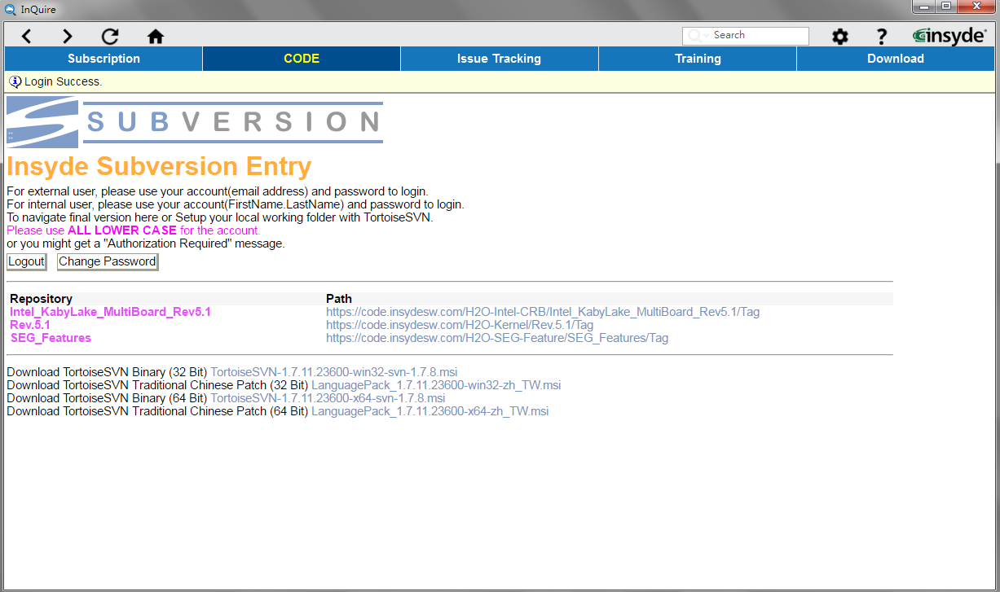 InQuire
Search
insyde
Subscription
CODE
Issue Tracking
Training
Download
Login Success.
SUBVERSION
Insyde Subversion Entry
For external user, please use your account(email address) and password to login.
For internal user, please use your account(FirstName.LastName) and password to login.
To navigate final version here or Setup your local working folder with TortoiseSVN.
Please use ALL LOWER CASE for the account.
or you might get a "Authorization Required" message.
Logout Change Password
Repository Path
Intel_KabyLake_MultiBoard_Rev5.1 https://code.insydesw.com/H2O-Intel-CRB/Intel_KabyLake_MultiBoard_Rev5.1/Tag
Rev.5.1 https://code.insydesw.com/H2O-Kernel/Rev.5.1/Tag
SEG_Features https://code.insydesw.com/H2O-SEG-Feature/SEG_Features/Tag
Download TortoiseSVN Binary (32 Bit) TortoiseSVN-1.7.11.23600-win32-svn-1.7.8.msi
Download TortoiseSVN Traditional Chinese Patch (32 Bit) LanguagePack_1.7.11.23600-win32-zh_TW.msi
Download TortoiseSVN Binary (64 Bit) TortoiseSVN-1.7.11.23600-x64-svn-1.7.8.msi
Download TortoiseSVN Traditional Chinese Patch (64 Bit) LanguagePack_1.7.11.23600-x64-zh_TW.msi